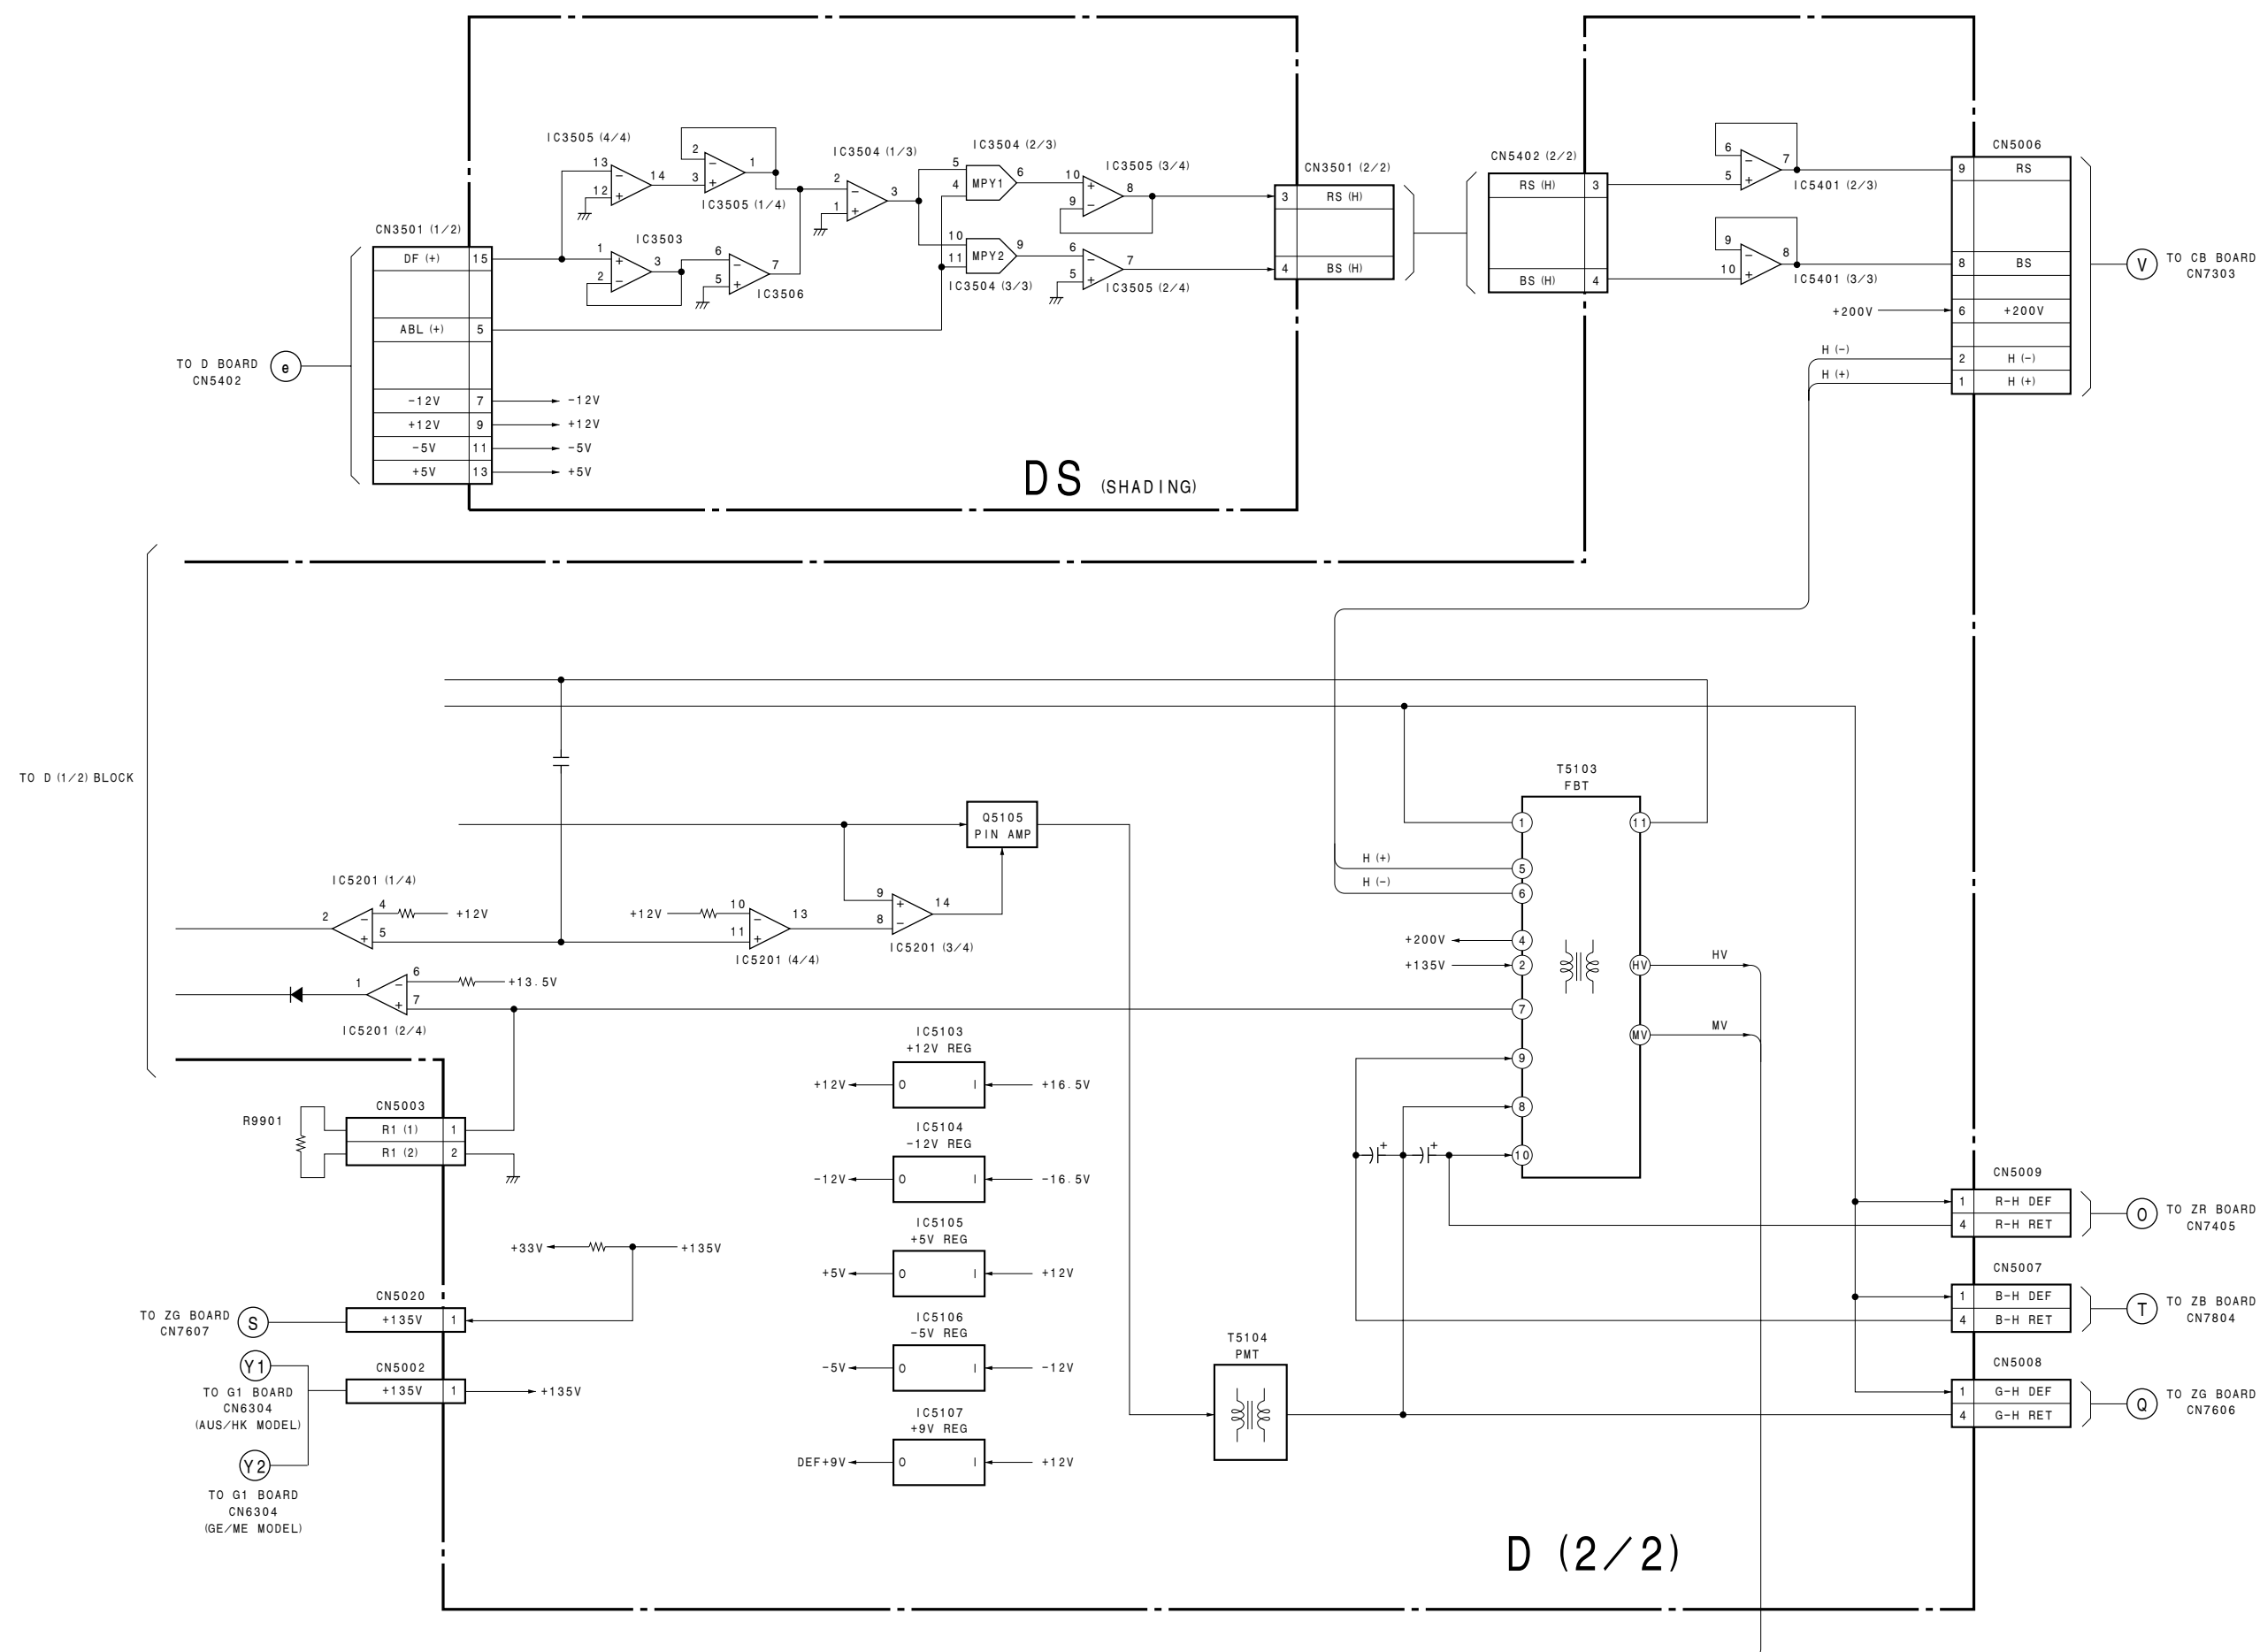 IC3505 (4/4)
13
12
14
2
3
1
IC3505 (1/4)
IC3504 (1/3)
2
1
3
IC3504 (2/3)
5
4
MPY1
6
IC3505 (3/4)
10
9
8
10
11
MPY2
9
IC3504 (3/3)
6
5
7
IC3505 (2/4)
IC3503
1
2
3
6
5
7
IC3506
CN3501 (1/2)
DF (+) 15
ABL (+) 5
-12V 7 -12V
+12V 9 +12V
-5V 11 -5V
+5V 13 +5V
TO D BOARD
CN5402
e
DS (SHADING)
CN3501 (2/2)
3 RS (H)
4 BS (H)
CN5402 (2/2)
RS (H) 3
BS (H) 4
6
5
7
IC5401 (2/3)
9
10
8
IC5401 (3/3)
CN5006
9 RS
8 BS
+200V 6 +200V
H (-) 2 H (-)
H (+) 1 H (+)
V
TO CB BOARD
CN7303
TO D (1/2) BLOCK
Q5105
PIN AMP
IC5201 (1/4)
2
4
5
+12V
+12V
10
11
13
IC5201 (4/4)
9
8
14
IC5201 (3/4)
1
6
7
+13.5V
IC5201 (2/4)
T5103
FBT
1
11
H (+) 5
H (-) 6
+200V 4
+135V 2
HV HV
7
MV MV
9
8
+
+
10
CN5003
R9901
R1 (1) 1
R1 (2) 2
IC5103
+12V REG
+12V O I +16.5V
IC5104
-12V REG
-12V O I -16.5V
IC5105
+5V REG
+5V O I +12V
IC5106
-5V REG
-5V O I -12V
IC5107
+9V REG
DEF+9V O I +12V
+33V +135V
CN5020
+135V 1
TO ZG BOARD
CN7607
S
CN5002
+135V 1 +135V
Y1
TO G1 BOARD
CN6304
(AUS/HK MODEL)
Y2
TO G1 BOARD
CN6304
(GE/ME MODEL)
T5104
PMT
CN5009
1 R-H DEF
4 R-H RET
O
TO ZR BOARD
CN7405
CN5007
1 B-H DEF
4 B-H RET
T
TO ZB BOARD
CN7804
CN5008
1 G-H DEF
4 G-H RET
Q
TO ZG BOARD
CN7606
D (2/2)